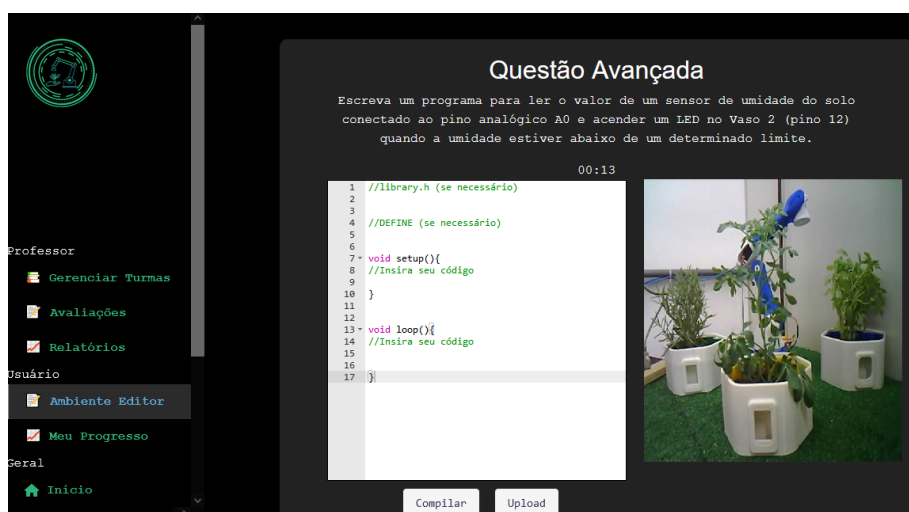 Professor
Gerenciar Turmas
Avaliações
Relatórios
Usuário
Ambiente Editor
Meu Progresso
Geral
Início
Questão Avançada
Escreva um programa para ler o valor de um sensor de umidade do solo
conectado ao pino analógico A0 e acender um LED no Vaso 2 (pino 12)
quando a umidade estiver abaixo de um determinado limite.
00:13
1 //library.h (se necessário)
2
3
4 //DEFINE (se necessário)
5
6
7 void setup(){
8 //Insira seu código
9
10 }
11
12
13 void loop(){
14 //Insira seu código
15
16
17 }
Compilar Upload